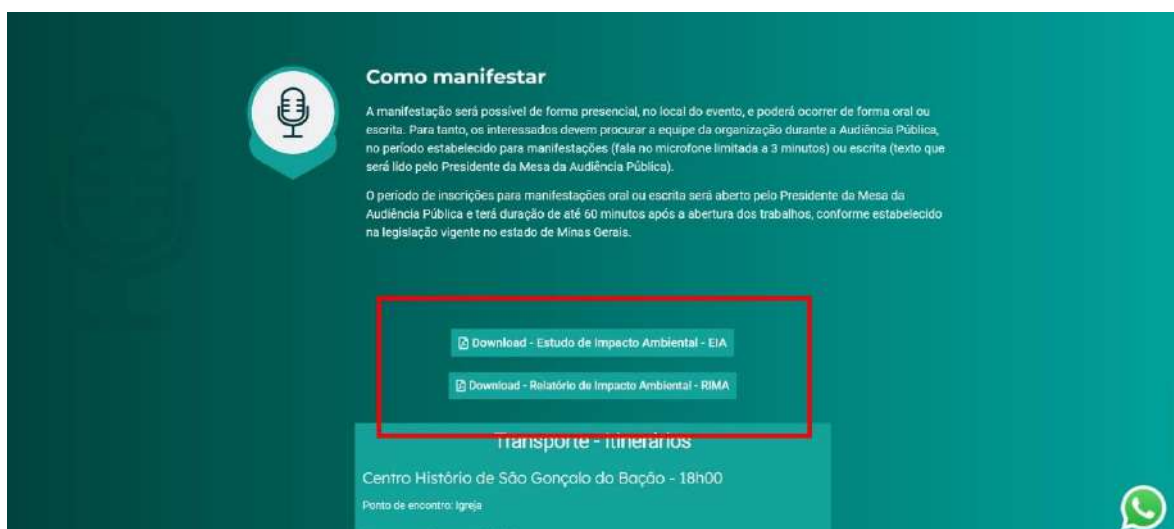 Como manifestar
A manifestação será possível de forma presencial, no local do evento, e poderá ocorrer de forma oral ou
escrita. Para tanto, os interessados devem procurar a equipe da organização durante a Audiência Pública,
no período estabelecido para manifestações (fala no microfone limitada a 3 minutos) ou escrita (texto que
será lido pelo Presidente da Mesa da Audiência Pública).
O período de inscrições para manifestações oral ou escrita será aberto pelo Presidente da Mesa da
Audiência Pública e terá duração de até 60 minutos após a abertura dos trabalhos, conforme estabelecido
na legislação vigente no estado de Minas Gerais.
Download - Estudo de Impacto Ambiental - EIA
Download - Relatório de Impacto Ambiental - RIMA
Transporte - Itinerários
Centro Histório de São Gonçalo do Bação - 18h00
Ponto de encontro: Igreja